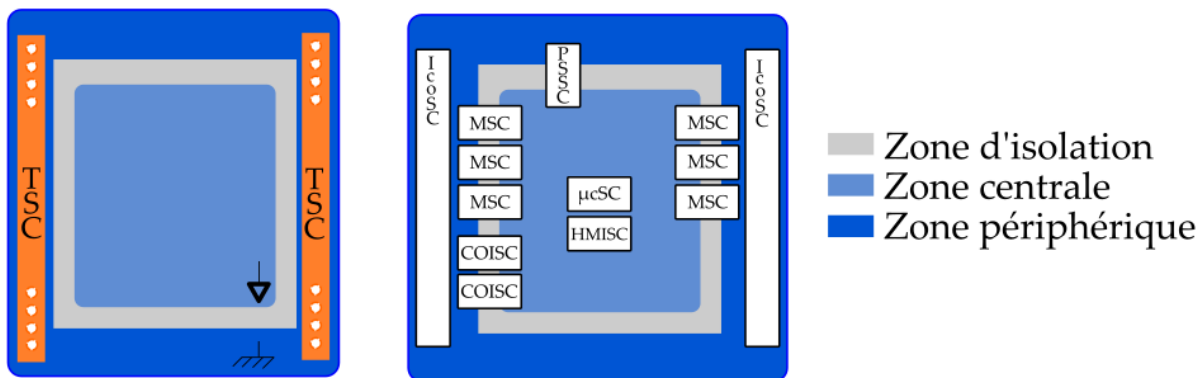 TSC
TSC
IcoSC
PSSC
IcoSC
MSC
MSC
MSC
COISC
COISC
µcSC
HMISC
MSC
MSC
MSC
Zone d'isolation
Zone centrale
Zone périphérique